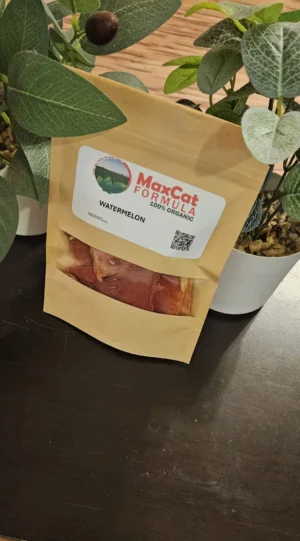 MaxCat
FORMULA
100% ORGANIC
WATERMELON